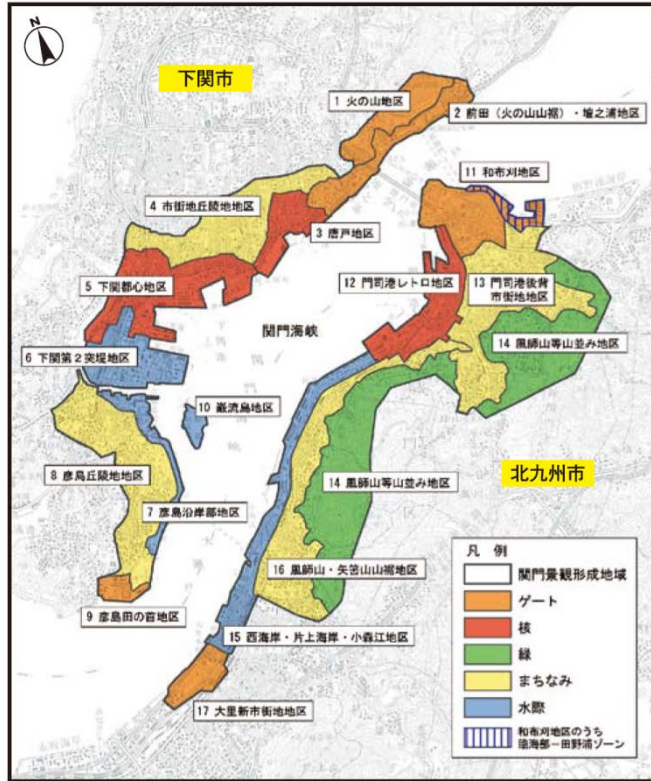 下関市
1 火の山地区
2 前田（火の山山裾）・壇之浦地区
11 和布刈地区
4 市街地丘陵地地区
3 唐戸地区
12 門司港レトロ地区
13 門司港後背
市街地地区
5 下関都心地区
関門海峡
14 風師山等山並み地区
6 下関第2突堤地区
10 巌流島地区
北九州市
8 彦島丘陵地地区
14 風師山等山並み地区
7 彦島沿岸部地区
16 風師山・矢筈山山裾地区
9 彦島田の首地区
15 西海岸・片上海岸・小森江地区
17 大里新市街地地区
凡 例
関門景観形成地域
ゲート
核
緑
まちなみ
水際
和布刈地区のうち
臨海部－田野浦ゾーン